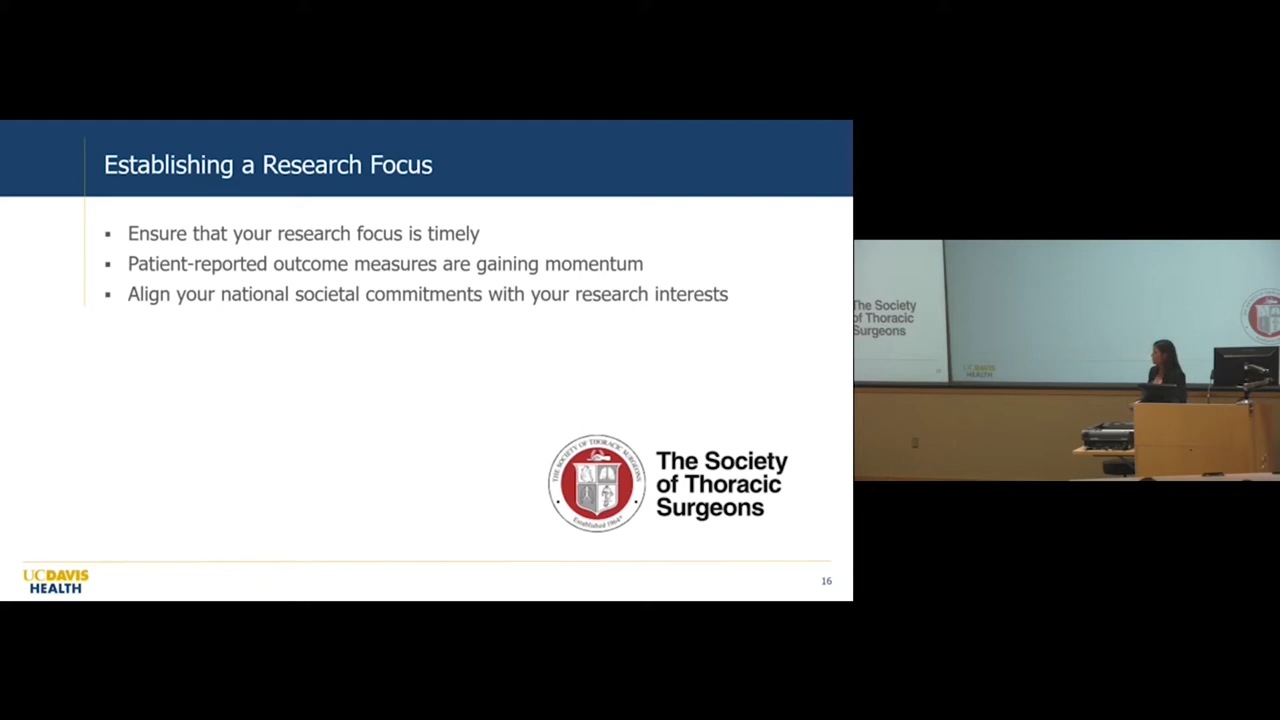 Establishing a Research Focus
▪ Ensure that your research focus is timely
▪ Patient-reported outcome measures are gaining momentum
▪ Align your national societal commitments with your research interests
THE SOCIETY OF THORACIC SURGEONS
Established 1964
The Society
of Thoracic
Surgeons
UCDAVIS
HEALTH
16
The Society
of Thoracic
Surgeons
UC DAVIS
HEALTH